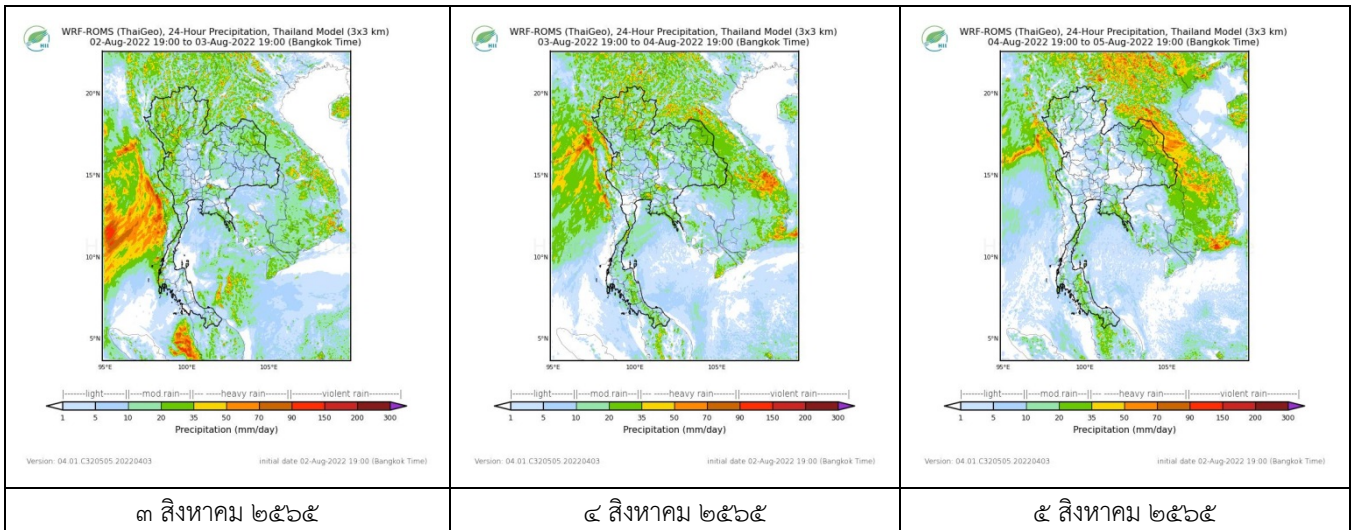 HII
WRF-ROMS (ThaiGeo), 24-Hour Precipitation, Thailand Model (3x3 km)
02-Aug-2022 19:00 to 03-Aug-2022 19:00 (Bangkok Time)
20°N
15°N
10°N
5°N
95°E 100°E 105°E
|-------light------||---mod.rain---||--- ---heavy rain---||------violent rain------|
1 5 10 20 35 50 70 90 150 200 300
Precipitation (mm/day)
Version: 04.01.C320505.20220403 initial date 02-Aug-2022 19:00 (Bangkok Time)
๓ สิงหาคม ๒๕๖๕
HII
WRF-ROMS (ThaiGeo), 24-Hour Precipitation, Thailand Model (3x3 km)
03-Aug-2022 19:00 to 04-Aug-2022 19:00 (Bangkok Time)
20°N
15°N
10°N
5°N
95°E 100°E 105°E
|-------light------||---mod.rain---||--- ---heavy rain---||------violent rain------|
1 5 10 20 35 50 70 90 150 200 300
Precipitation (mm/day)
Version: 04.01.C320505.20220403 initial date 02-Aug-2022 19:00 (Bangkok Time)
๔ สิงหาคม ๒๕๖๕
HII
WRF-ROMS (ThaiGeo), 24-Hour Precipitation, Thailand Model (3x3 km)
04-Aug-2022 19:00 to 05-Aug-2022 19:00 (Bangkok Time)
20°N
15°N
10°N
5°N
95°E 100°E 105°E
|-------light------||---mod.rain---||--- ---heavy rain---||------violent rain------|
1 5 10 20 35 50 70 90 150 200 300
Precipitation (mm/day)
Version: 04.01.C320505.20220403 initial date 02-Aug-2022 19:00 (Bangkok Time)
๕ สิงหาคม ๒๕๖๕